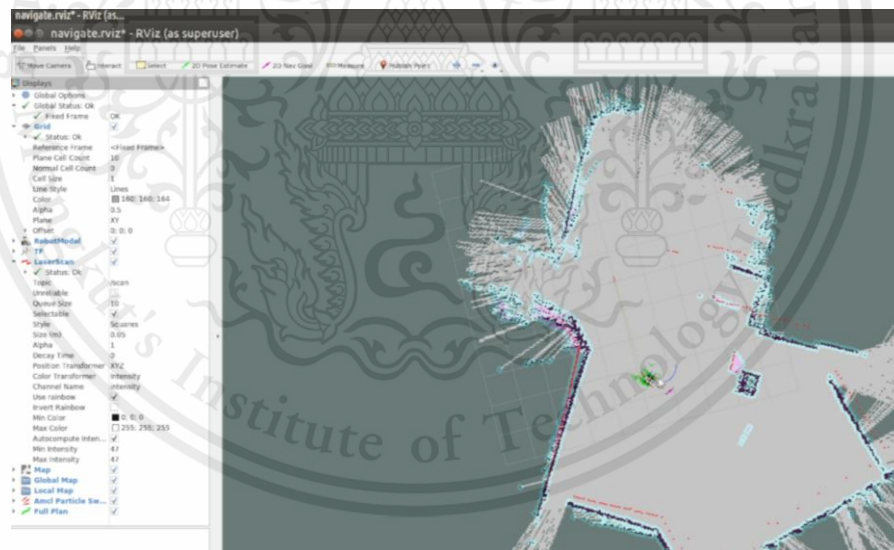 navigate.rviz* - RViz (as...
navigate.rviz* - RViz (as superuser)
File Panels Help
Move Camera Interact Select 2D Pose Estimate 2D Nav Goal Measure Publish Point
Displays
Global Options
Global Status: Ok
Fixed Frame OK
Grid
Status: Ok
Reference Frame <Fixed Frame>
Plane Cell Count 10
Normal Cell Count 0
Cell Size 1
Line Style Lines
Color 160; 160; 164
Alpha 0.5
Plane XY
Offset 0; 0; 0
RobotModel
TF
LaserScan
Status: Ok
Topic /scan
Unreliable
Queue Size 10
Selectable
Style Squares
Size (m) 0.05
Alpha 1
Decay Time 0
Position Transformer XYZ
Color Transformer Intensity
Channel Name intensity
Use rainbow
Invert Rainbow
Min Color 0; 0; 0
Max Color 255; 255; 255
Autocompute Inten...
Min Intensity 47
Max Intensity 47
Map
Global Map
Local Map
Amcl Particle Sw...
Full Plan
Institute of Technology